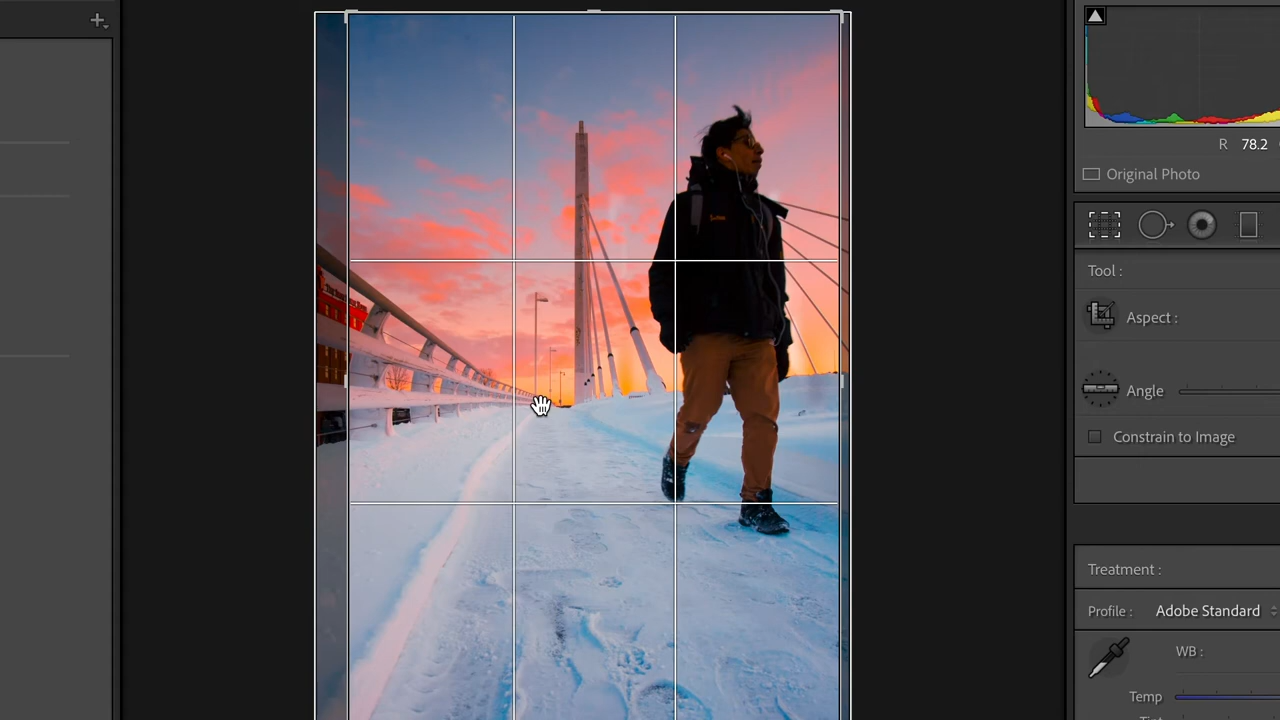 R 78.2
Original Photo
Tool :
Aspect :
Angle
Constrain to Image
Treatment :
Profile : Adobe Standard
WB :
Temp